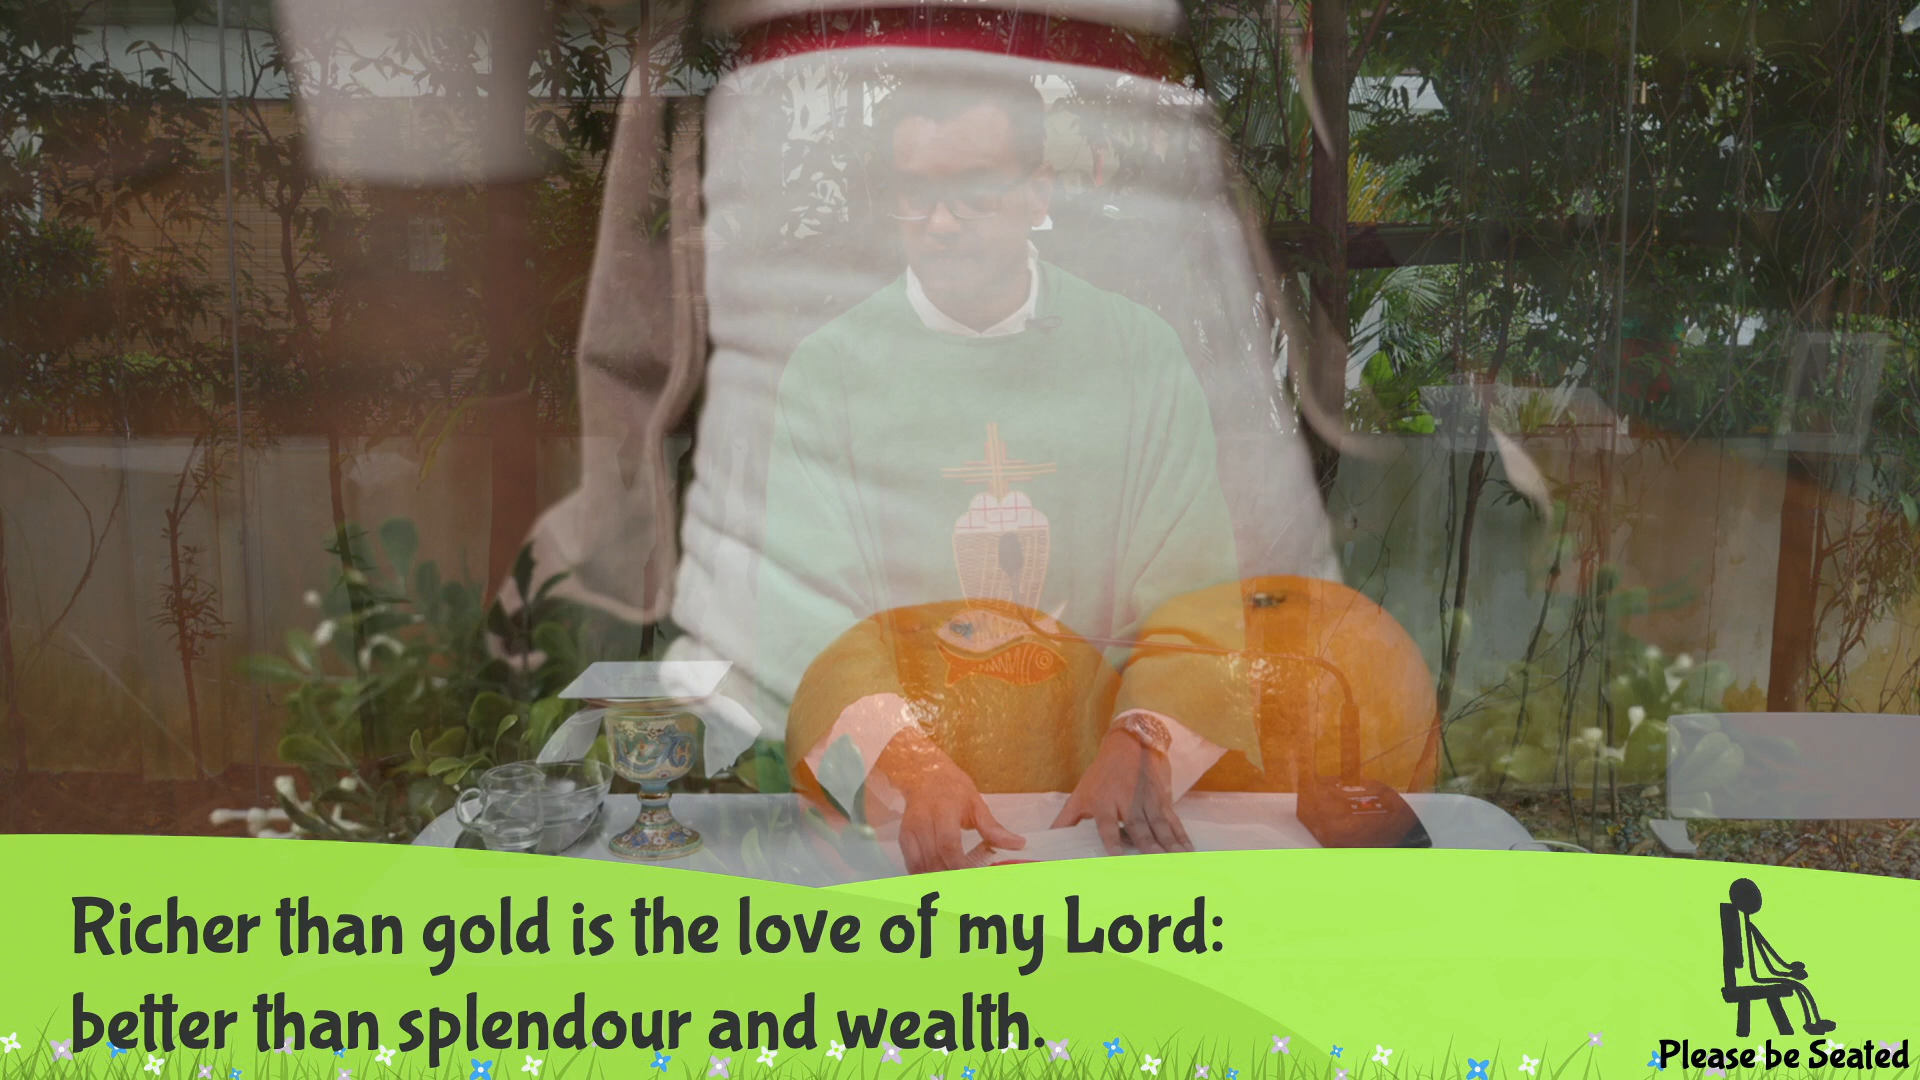 Richer than gold is the love of my Lord:
better than splendour and wealth.
Please be Seated